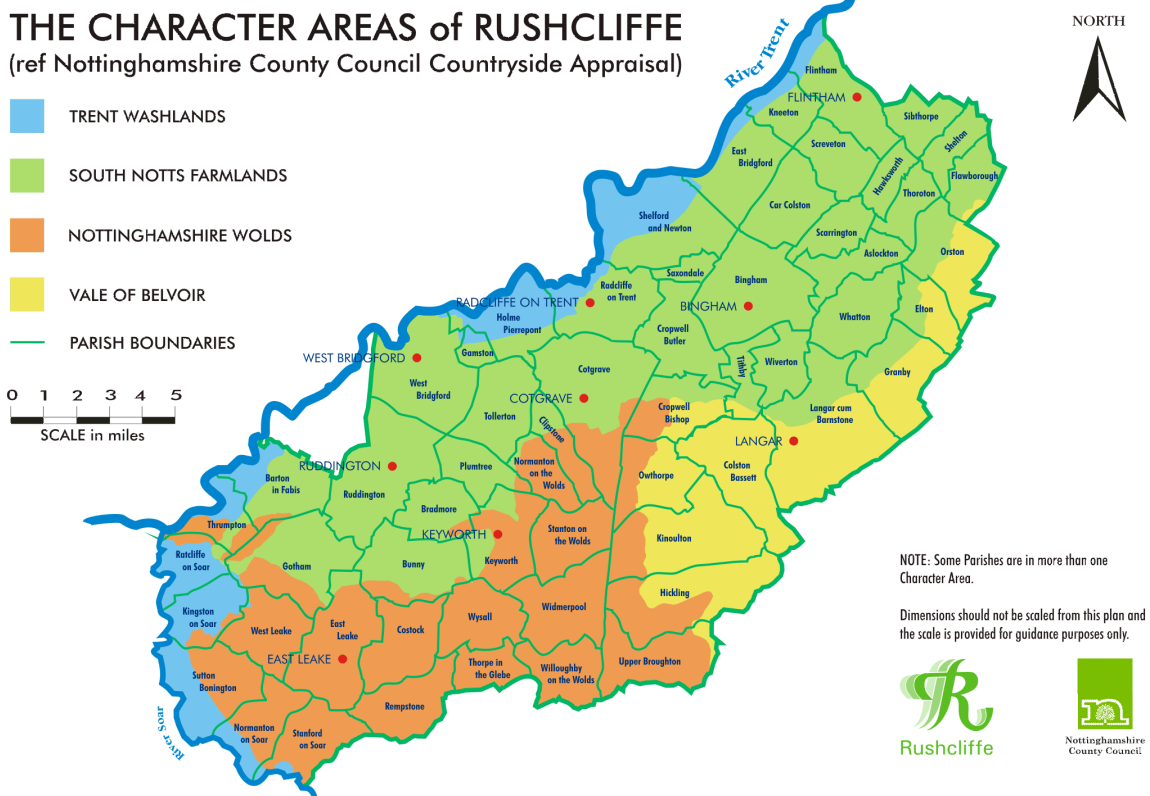 THE CHARACTER AREAS of RUSHCLIFFE
(ref Nottinghamshire County Council Countryside Appraisal)
TRENT WASHLANDS
SOUTH NOTTS FARMLANDS
NOTTINGHAMSHIRE WOLDS
VALE OF BELVOIR
PARISH BOUNDARIES
0 1 2 3 4 5
SCALE in miles
NORTH
River Trent
Flintham
FLINTHAM
Kneeton
Sibthorpe
Screveton
Shelton
East
Bridgford
Hawksworth
Flawborough
Thoroton
Car Colston
Shelford
and Newton
Scarrington
Aslockton
Orston
Saxondale
Bingham
Radcliffe
on Trent
RADCLIFFE ON TRENT
BINGHAM
Holme
Pierrepont
Whatton
Elton
Cropwell
Butler
Gamston
WEST BRIDGFORD
Tithby
Wiverton
Cotgrave
Granby
West
Bridgford
COTGRAVE
Tollerton
Clipstone
Cropwell
Bishop
Langar cum
Barnstone
LANGAR
RUDDINGTON
Plumtree
Normanton
on the
Wolds
Owthorpe
Colston
Bassett
Barton
in Fabis
Ruddington
Bradmore
Thrumpton
KEYWORTH
Stanton on
the Wolds
Kinoulton
Ratcliffe
on Soar
Gotham
Bunny
Keyworth
Hickling
Kingston
on Soar
West Leake
East
Leake
Costock
Wysall
Widmerpool
EAST LEAKE
Thorpe in
the Glebe
Willoughby
on the Wolds
Upper Broughton
Sutton
Bonington
Rempstone
River Soar
Normanton
on Soar
Stanford
on Soar
NOTE: Some Parishes are in more than one
Character Area.
Dimensions should not be scaled from this plan and
the scale is provided for guidance purposes only.
R
Rushcliffe
n
Nottinghamshire
County Council